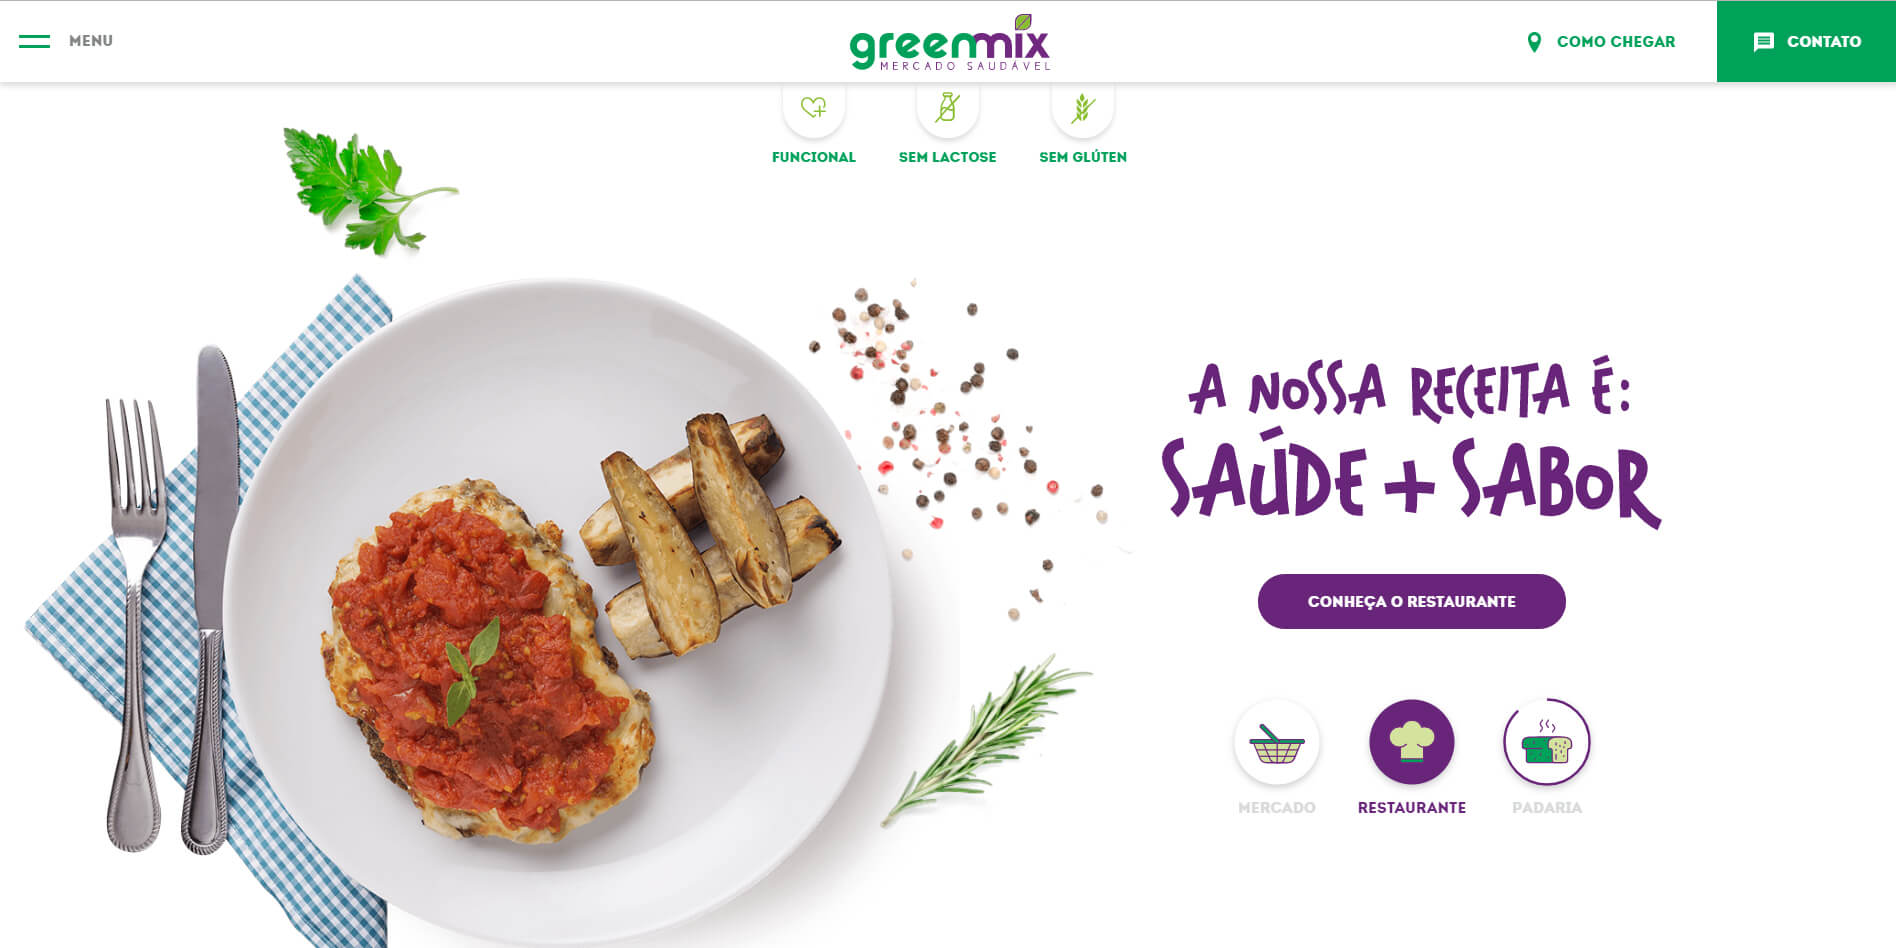 MENU
greenmix
MERCADO SAUDÁVEL
COMO CHEGAR
CONTATO
FUNCIONAL
SEM LACTOSE
SEM GLÚTEN
A NOSSA RECEITA É:
SAÚDE + SABOR
CONHEÇA O RESTAURANTE
MERCADO
RESTAURANTE
PADARIA